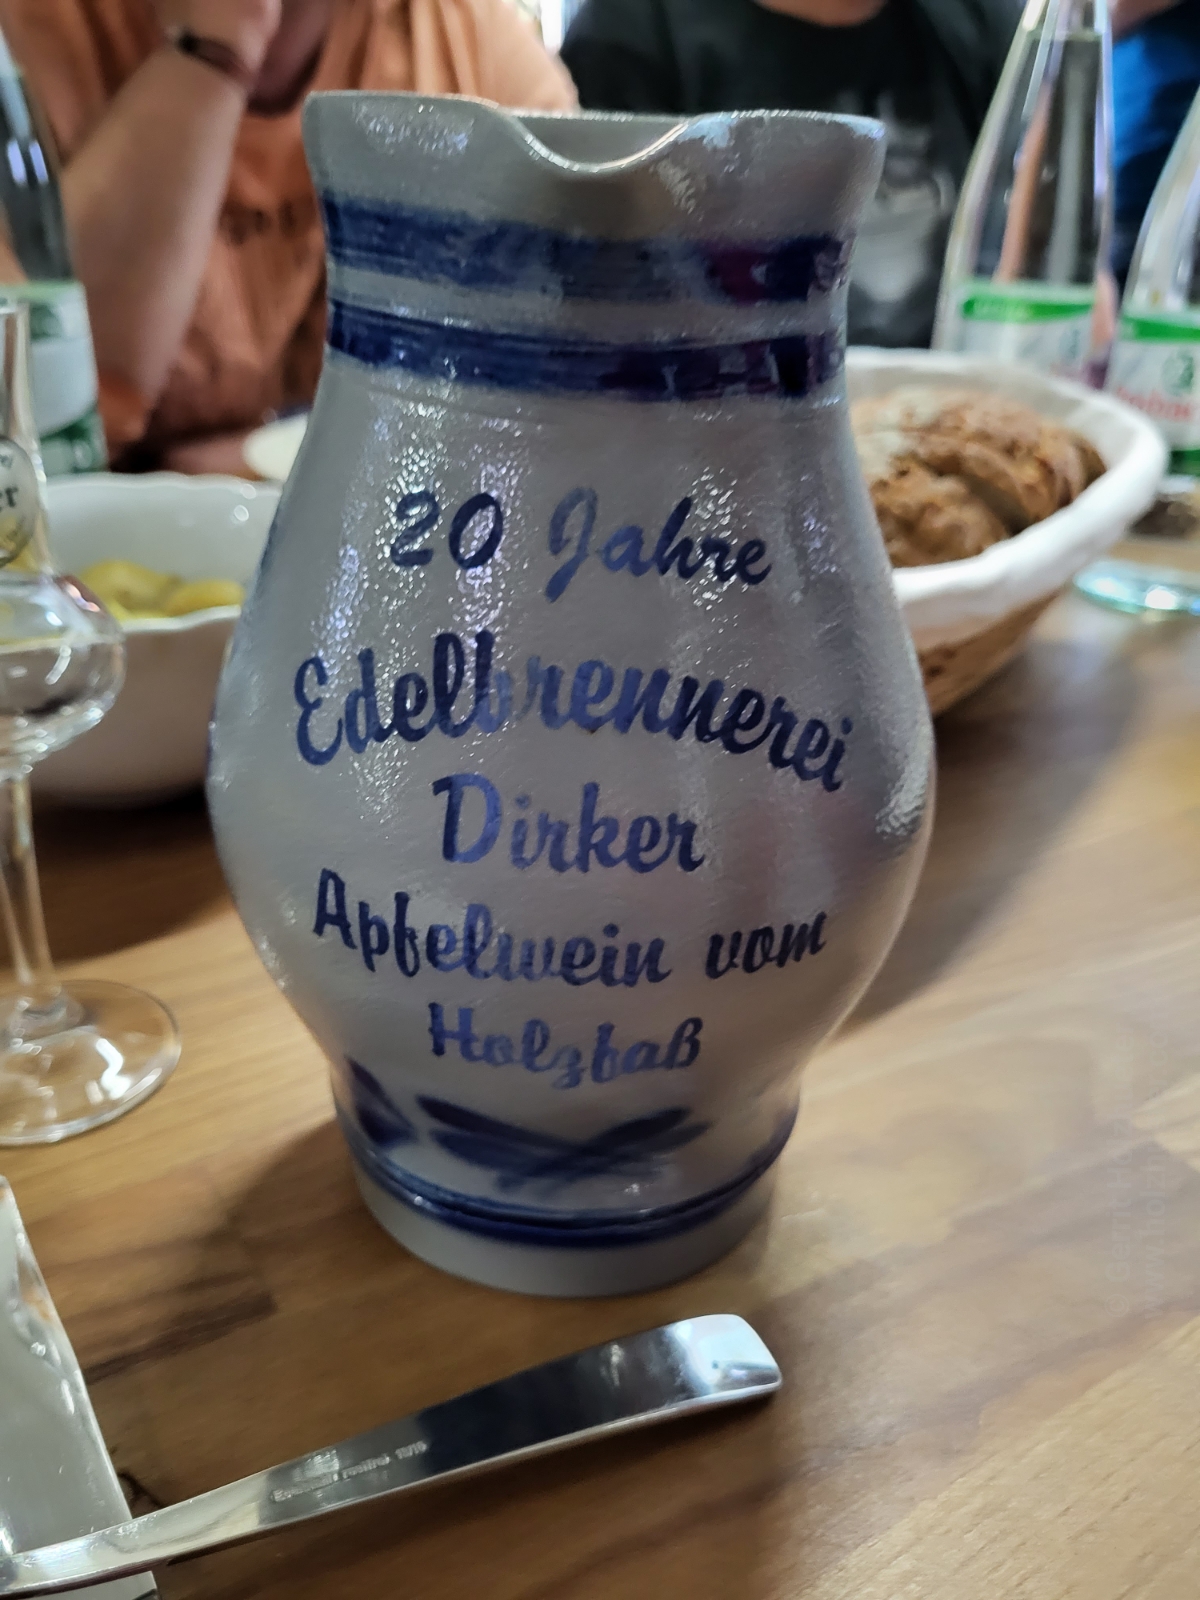 20 Jahre
Edelbrennerei
Dirker
Apfelwein vom
Holzfaß